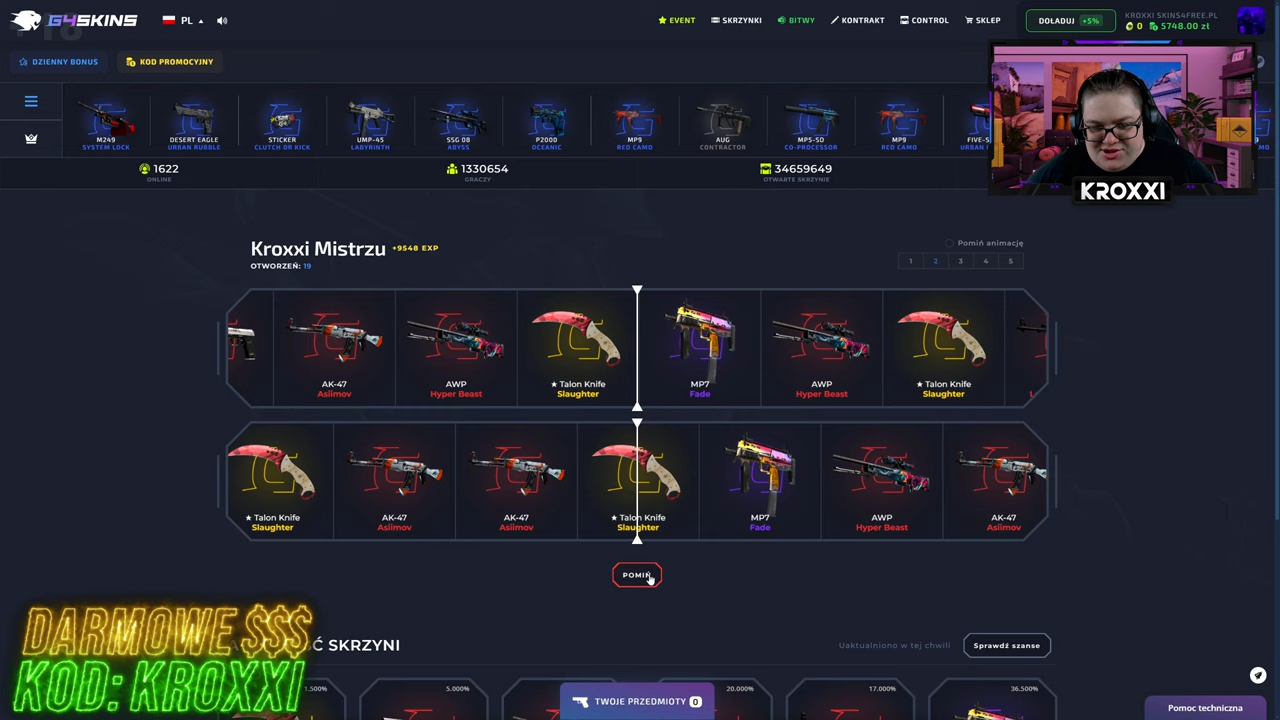 G4SKINS
PL
EVENT
SKRZYNKI
BITWY
KONTRAKT
CONTROL
SKLEP
DOŁADUJ +5%
KROXXI SKINS4FREE.PL
0 5748.00 zł
DZIENNY BONUS
KOD PROMOCYJNY
M249
SYSTEM LOCK
DESERT EAGLE
URBAN RUBBLE
STICKER
CLUTCH OR KICK
UMP-45
LABYRINTH
SSG 08
ABYSS
P2000
OCEANIC
MP9
RED CAMO
AUG
CONTRACTOR
MP5-SD
CO-PROCESSOR
MP9
RED CAMO
FIVE-S
URBAN
1622
ONLINE
1330654
GRACZY
34659649
OTWARTE SKRZYNIE
KROXXI
Kroxxi Mistrzu +9548 EXP
OTWORZEŃ: 19
Pomiń animację
1 2 3 4 5
AK-47
Asiimov
AWP
Hyper Beast
★ Talon Knife
Slaughter
MP7
Fade
AWP
Hyper Beast
★ Talon Knife
Slaughter
★ Talon Knife
Slaughter
AK-47
Asiimov
AK-47
Asiimov
★ Talon Knife
Slaughter
MP7
Fade
AWP
Hyper Beast
AK-47
Asiimov
POMIŃ
DARMOWE $$$
KOD: KROXXI
ŚĆ SKRZYNI
Uaktualniono w tej chwili
Sprawdź szanse
1.500%
5.000%
20.000%
17.000%
36.500%
TWOJE PRZEDMIOTY 0
Pomoc techniczna